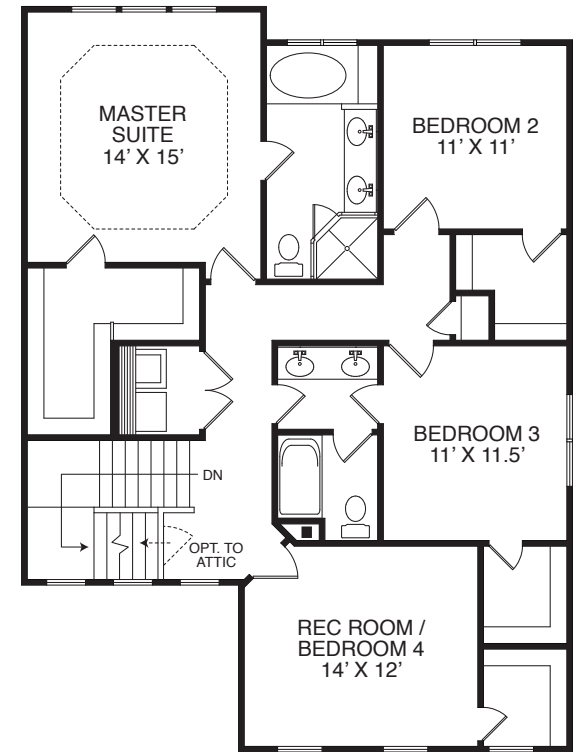 MASTER
SUITE
14’ X 15’
BEDROOM 2
11’ X 11’
BEDROOM 3
11’ X 11.5’
DN
OPT. TO
ATTIC
REC ROOM /
BEDROOM 4
14’ X 12’